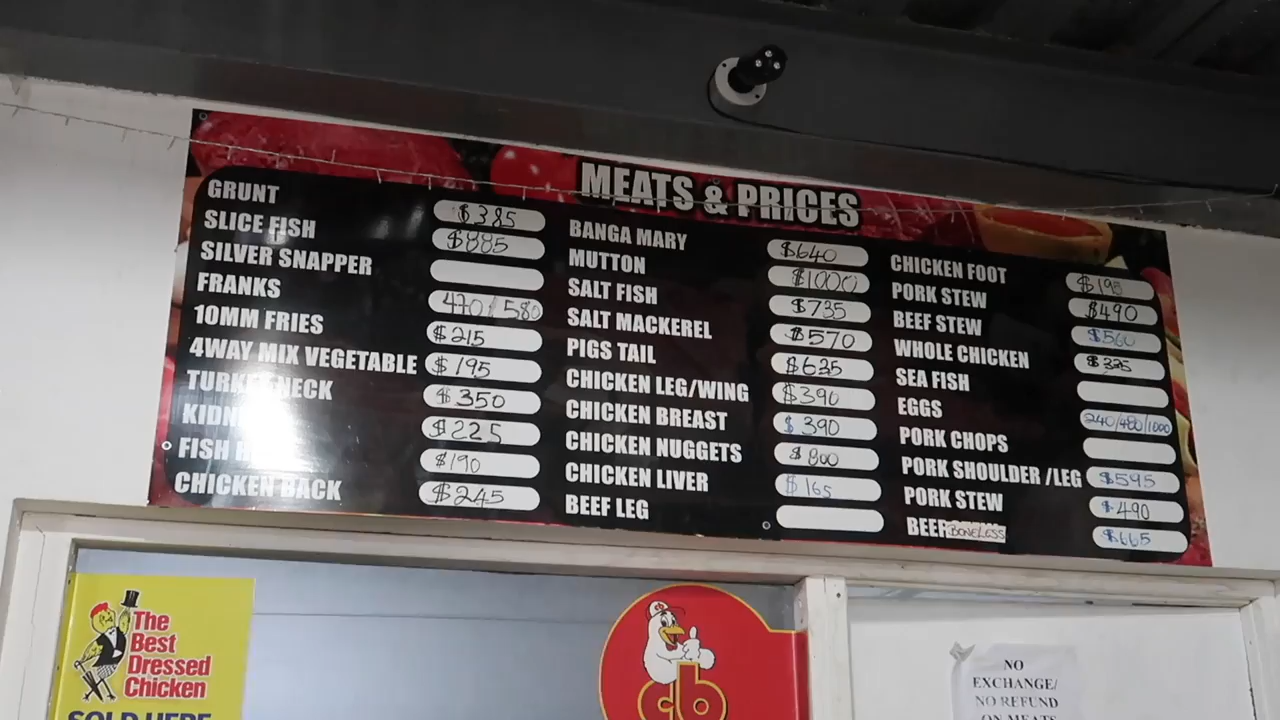 MEATS & PRICES
GRUNT $385
SLICE FISH $885
SILVER SNAPPER
FRANKS 470/580
10MM FRIES $215
4WAY MIX VEGETABLE $195
TURKEY NECK $350
$225
FISH $190
CHICKEN BACK $245
BANGA MARY $640
MUTTON $1000
SALT FISH $735
SALT MACKEREL $570
PIGS TAIL $635
CHICKEN LEG/WING $390
CHICKEN BREAST $390
CHICKEN NUGGETS $800
CHICKEN LIVER $165
BEEF LEG
CHICKEN FOOT
PORK STEW $490
BEEF STEW $560
WHOLE CHICKEN
SEA FISH
EGGS 240/480/1000
PORK CHOPS
PORK SHOULDER /LEG $595
PORK STEW $490
BEEF BONELESS $665
The
Best
Dressed
Chicken
SOLD HERE
cb
NO
EXCHANGE/
NO REFUND
ON MEATS